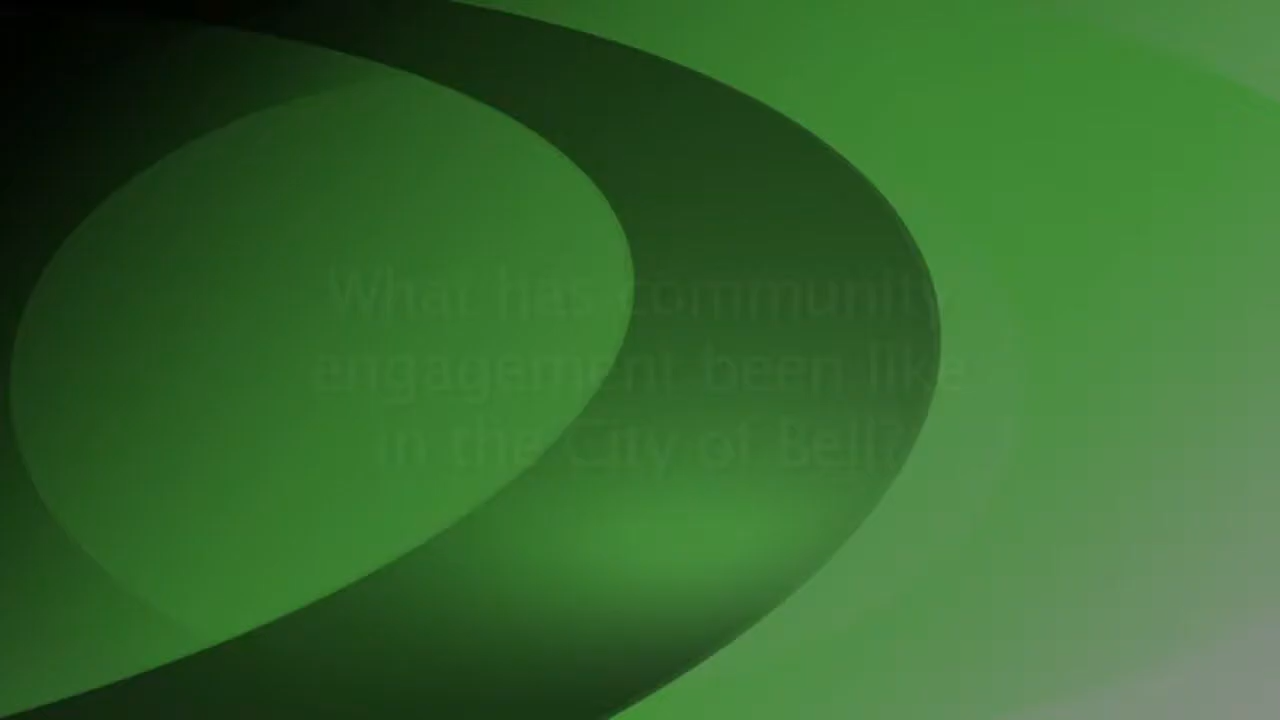 What has community
engagement been like
in the City of Bell?